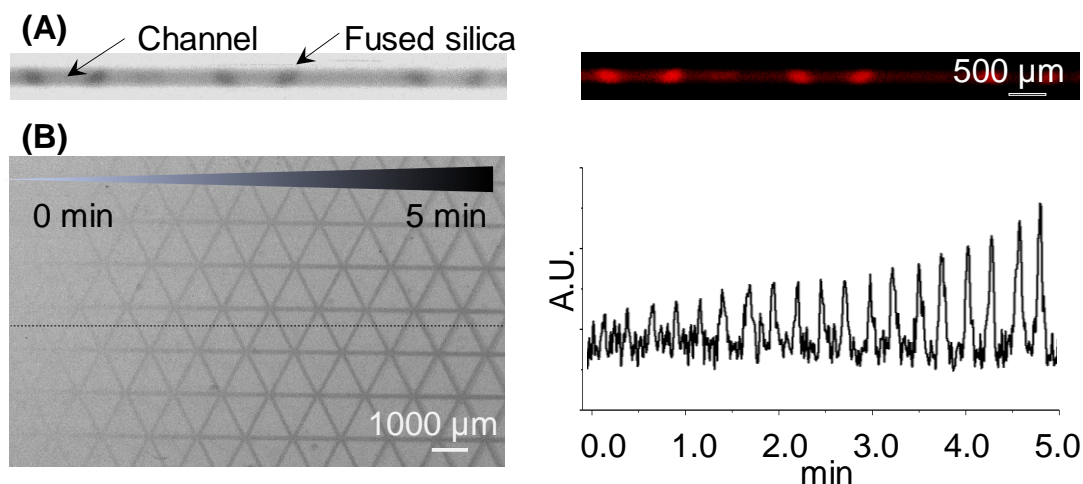 (A)
Channel
Fused silica
500 µm
(B)
0 min
5 min
1000 µm
A.U.
0.0 1.0 2.0 3.0 4.0 5.0
min